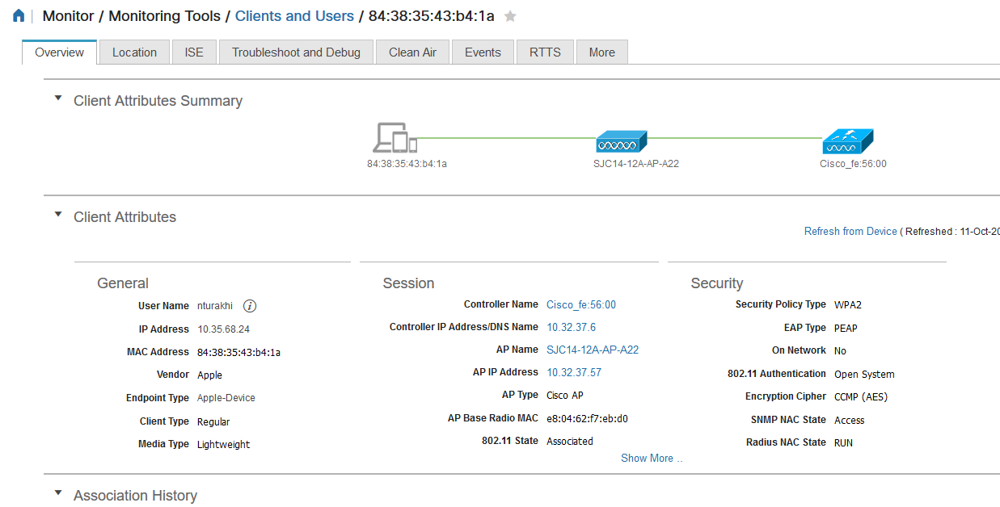 Monitor / Monitoring Tools / Clients and Users / 84:38:35:43:b4:1a
Overview Location ISE Troubleshoot and Debug Clean Air Events RTTS More
Client Attributes Summary
84:38:35:43:b4:1a SJC14-12A-AP-A22 Cisco_fe:56:00
Client Attributes
Refresh from Device ( Refreshed : 11-Oct-20
General
User Name nturakhi
IP Address 10.35.68.24
MAC Address 84:38:35:43:b4:1a
Vendor Apple
Endpoint Type Apple-Device
Client Type Regular
Media Type Lightweight
Session
Controller Name Cisco_fe:56:00
Controller IP Address/DNS Name 10.32.37.6
AP Name SJC14-12A-AP-A22
AP IP Address 10.32.37.57
AP Type Cisco AP
AP Base Radio MAC e8:04:62:f7:eb:d0
802.11 State Associated
Show More ..
Security
Security Policy Type WPA2
EAP Type PEAP
On Network No
802.11 Authentication Open System
Encryption Cipher CCMP (AES)
SNMP NAC State Access
Radius NAC State RUN
Association History